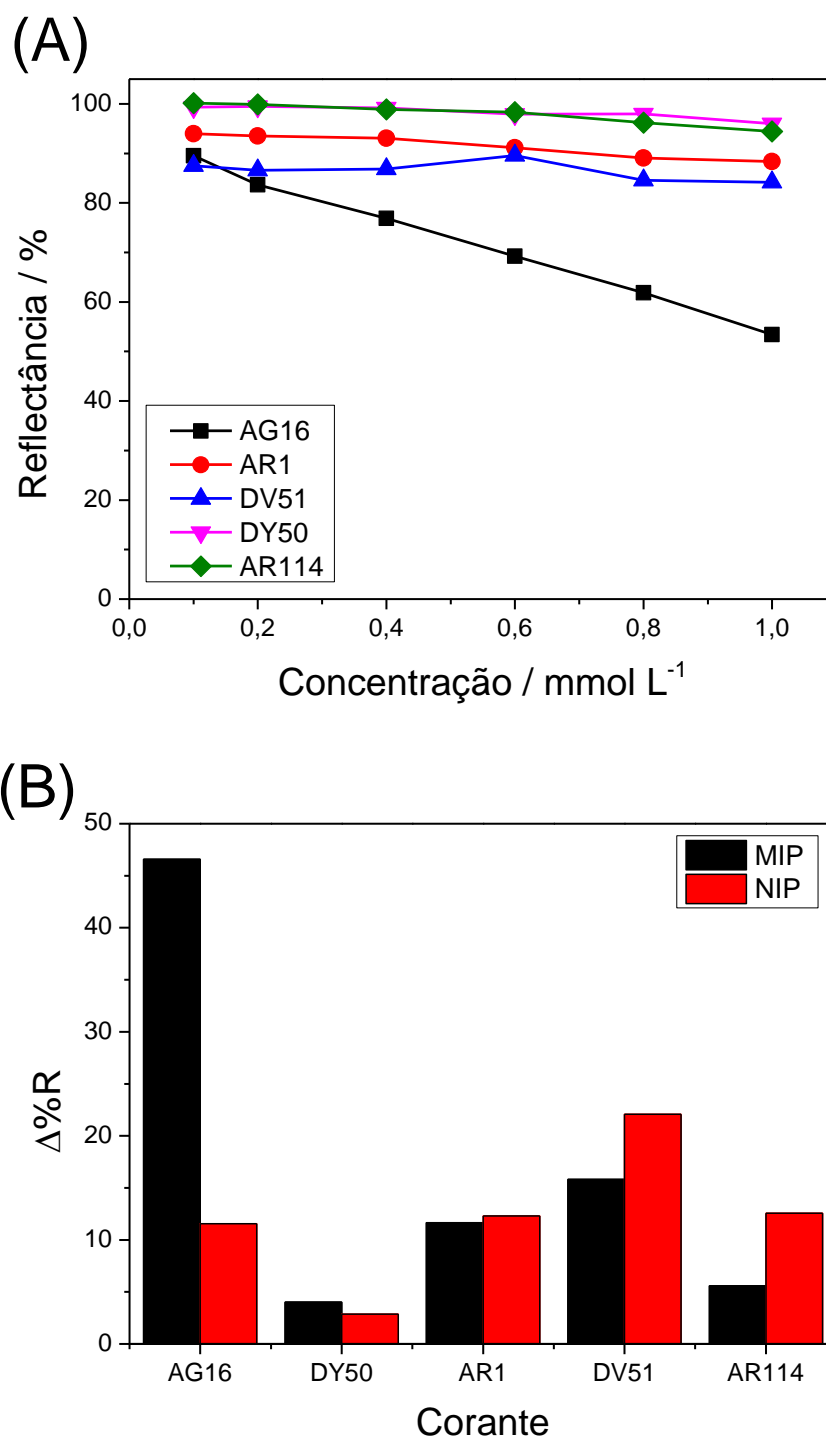 (A)
100
80
60
40
20
0
Reflectância / %
AG16
AR1
DV51
DY50
AR114
0,0 0,2 0,4 0,6 0,8 1,0
Concentração / mmol L⁻¹
(B)
50
40
30
20
10
0
Δ%R
MIP
NIP
AG16 DY50 AR1 DV51 AR114
Corante